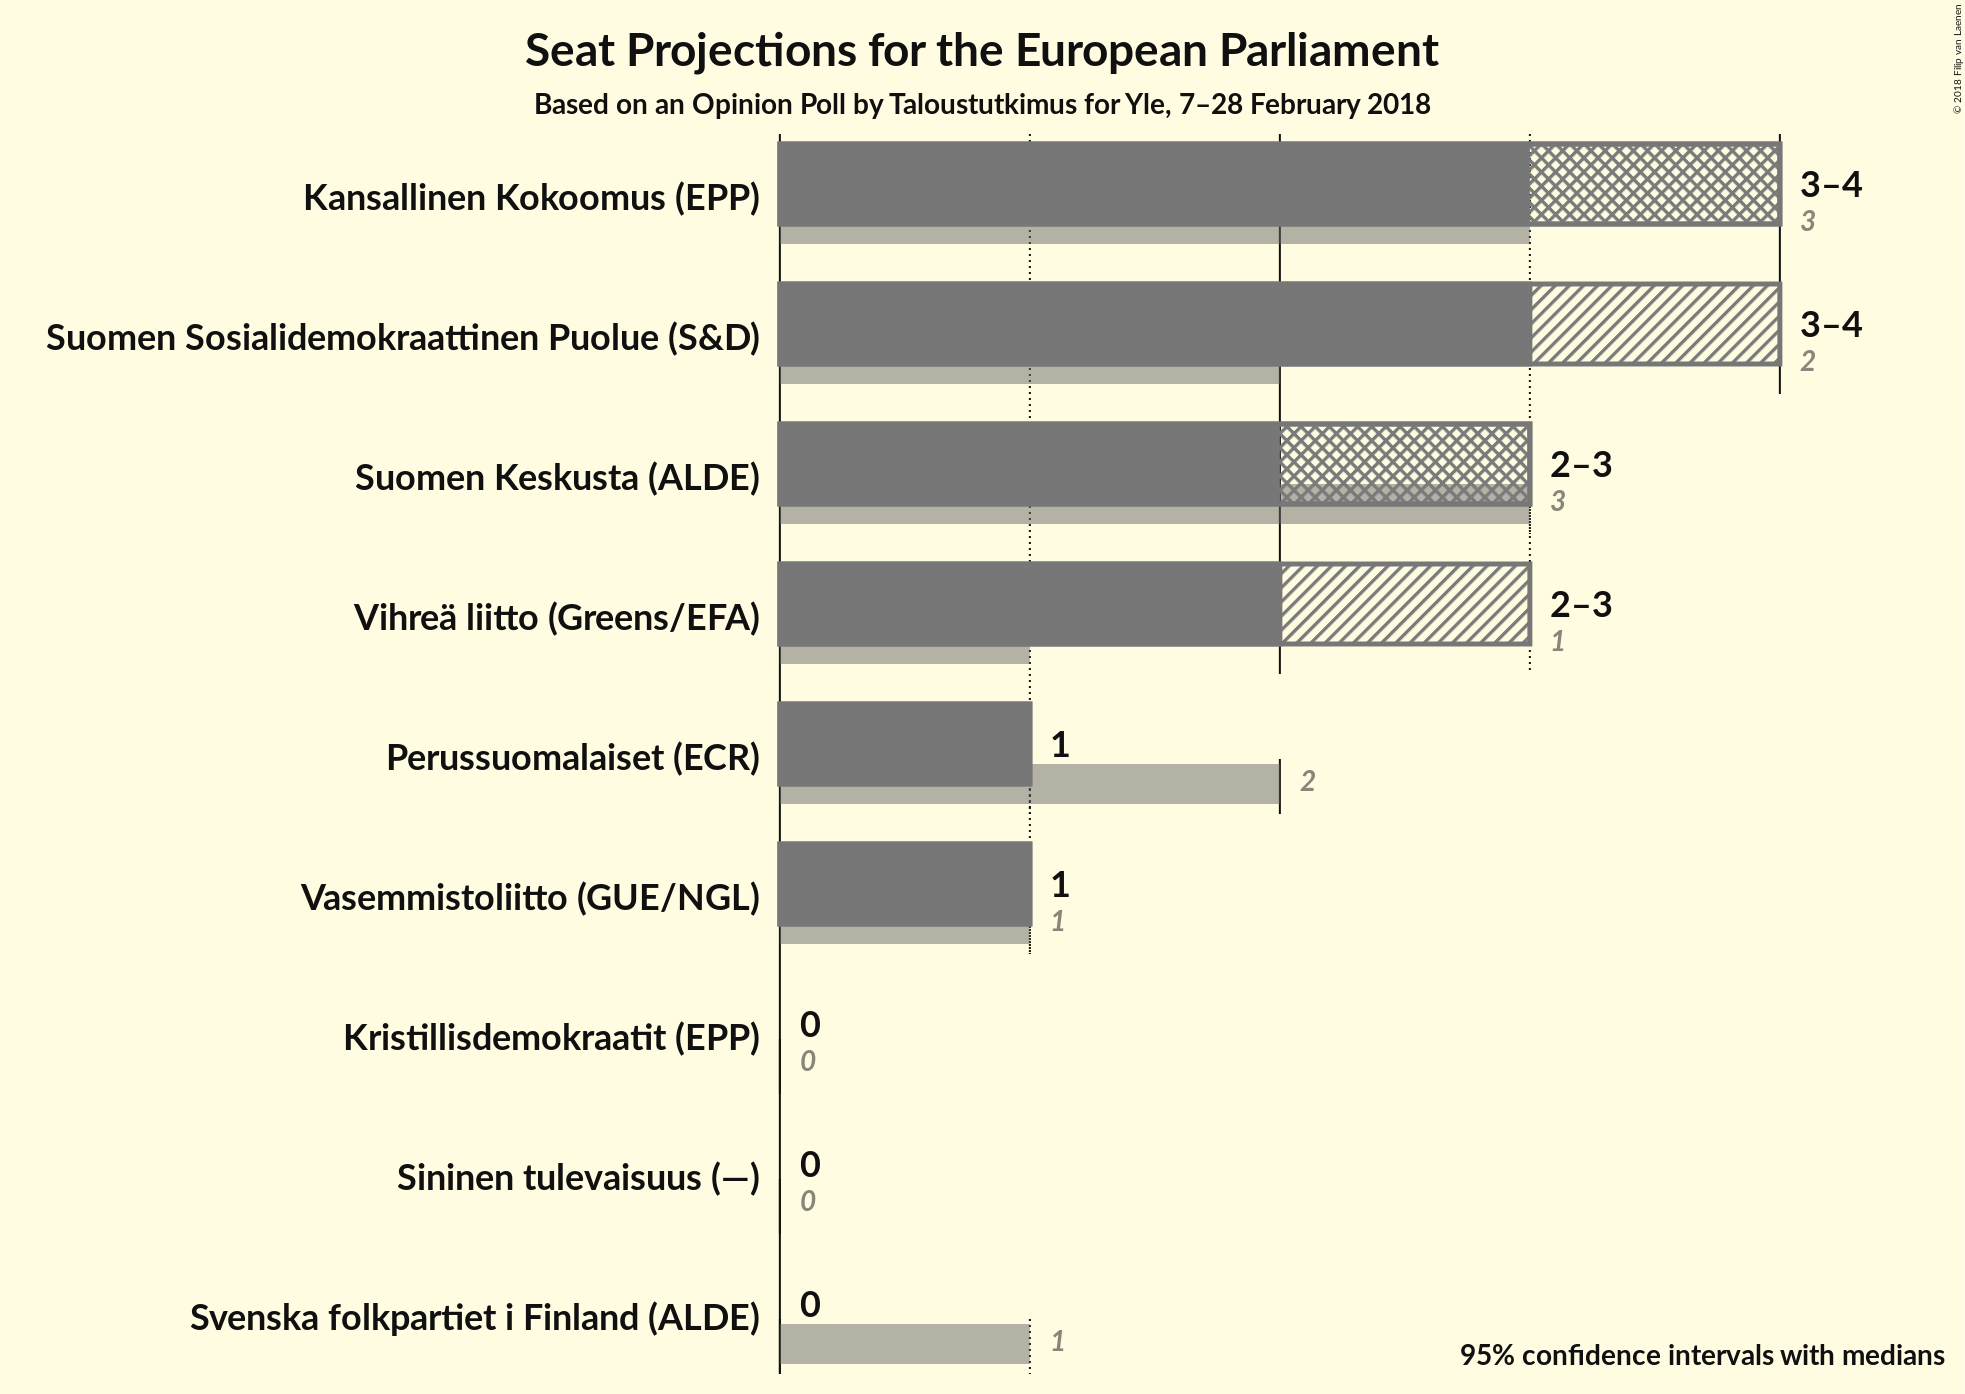 Seat Projections for the European Parliament
Based on an Opinion Poll by Taloustutkimus for Yle, 7–28 February 2018
© 2018 Filip van Laenen
Kansallinen Kokoomus (EPP)
3–4
3
Suomen Sosialidemokraattinen Puolue (S&D)
3–4
2
Suomen Keskusta (ALDE)
2–3
3
Vihreä liitto (Greens/EFA)
2–3
1
Perussuomalaiset (ECR)
1
2
Vasemmistoliitto (GUE/NGL)
1
1
Kristillisdemokraatit (EPP)
0
0
Sininen tulevaisuus (—)
0
0
Svenska folkpartiet i Finland (ALDE)
0
1
95% confidence intervals with medians